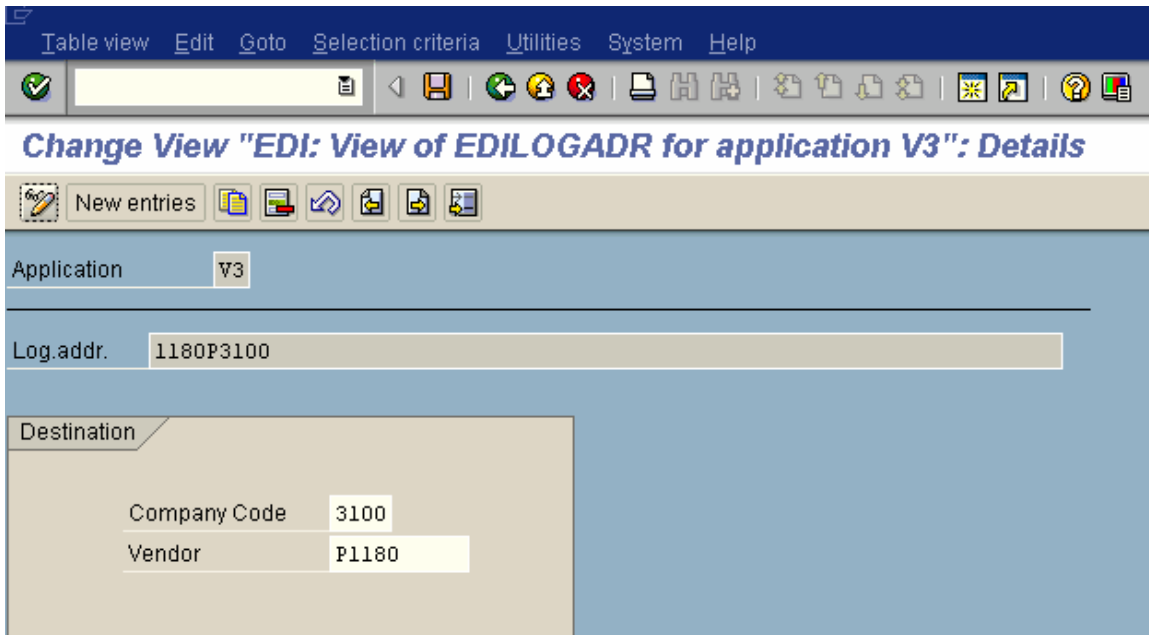 Table view Edit Goto Selection criteria Utilities System Help
Change View "EDI: View of EDILOGADR for application V3": Details
New entries
Application V3
Log.addr. 1180P3100
Destination
Company Code 3100
Vendor P1180